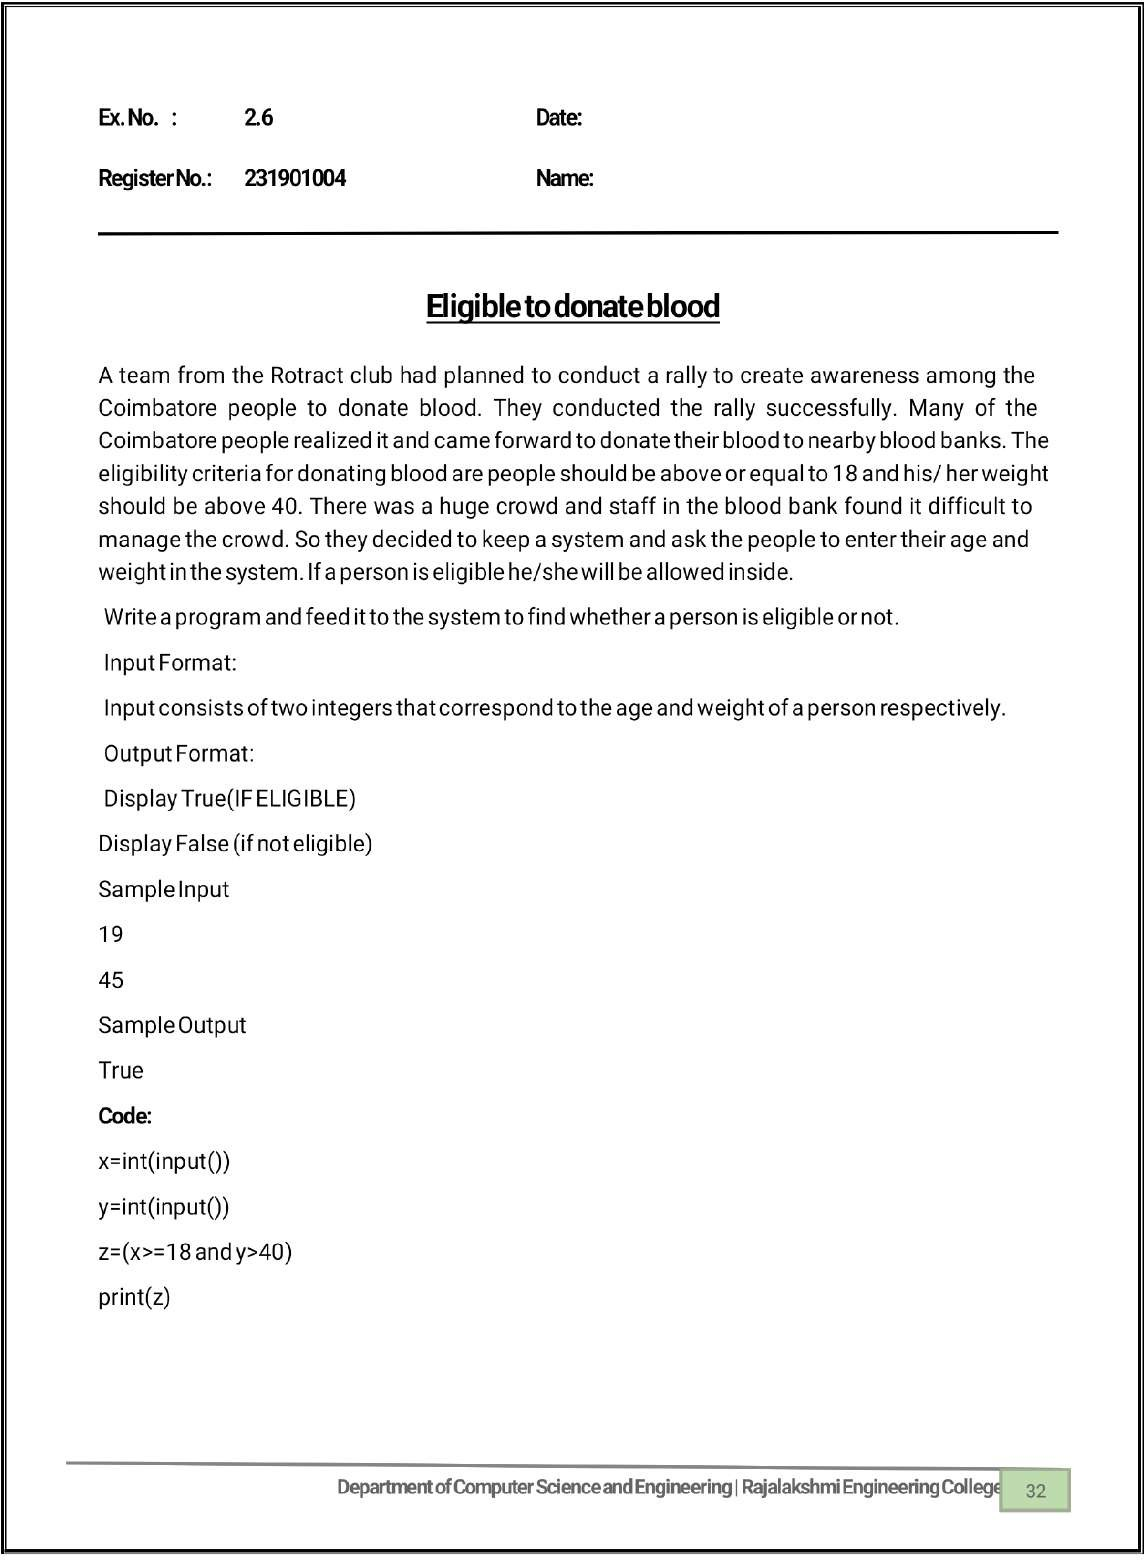 Ex. No. : 2.6 Date:
Register No.: 231901004 Name:
Eligible to donate blood
A team from the Rotract club had planned to conduct a rally to create awareness among the
Coimbatore people to donate blood. They conducted the rally successfully. Many of the
Coimbatore people realized it and came forward to donate their blood to nearby blood banks. The
eligibility criteria for donating blood are people should be above or equal to 18 and his/ her weight
should be above 40. There was a huge crowd and staff in the blood bank found it difficult to
manage the crowd. So they decided to keep a system and ask the people to enter their age and
weight in the system. If a person is eligible he/she will be allowed inside.
Write a program and feed it to the system to find whether a person is eligible or not.
Input Format:
Input consists of two integers that correspond to the age and weight of a person respectively.
Output Format:
Display True(IF ELIGIBLE)
Display False (if not eligible)
Sample Input
19
45
Sample Output
True
Code:
x=int(input())
y=int(input())
z=(x>=18 and y>40)
print(z)
Department of Computer Science and Engineering | Rajalakshmi Engineering College 32